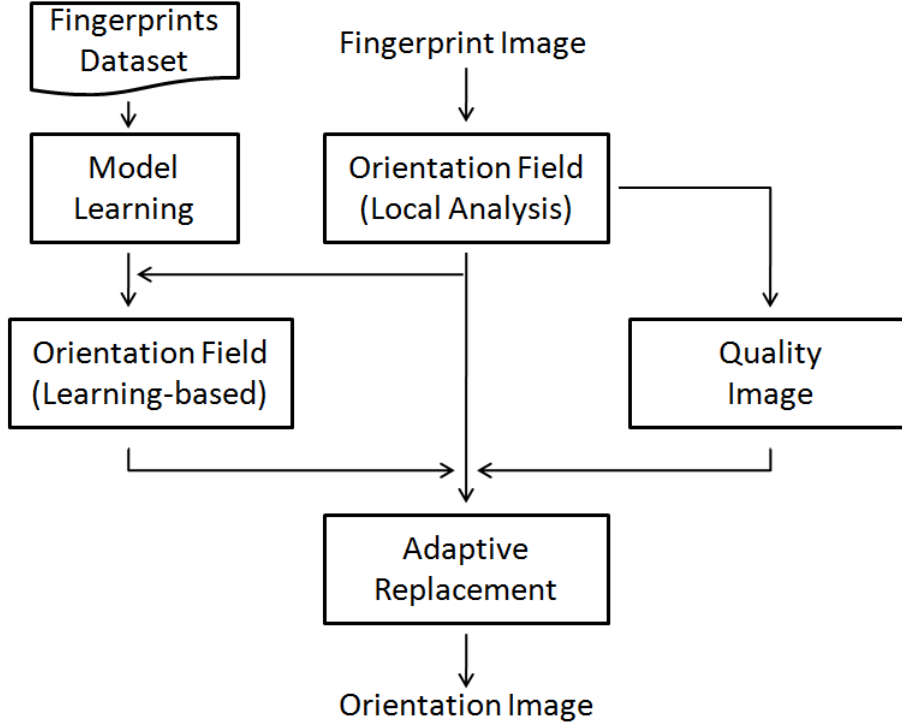 Fingerprints
Dataset
Fingerprint Image
Model
Learning
Orientation Field
(Local Analysis)
Orientation Field
(Learning-based)
Quality
Image
Adaptive
Replacement
Orientation Image